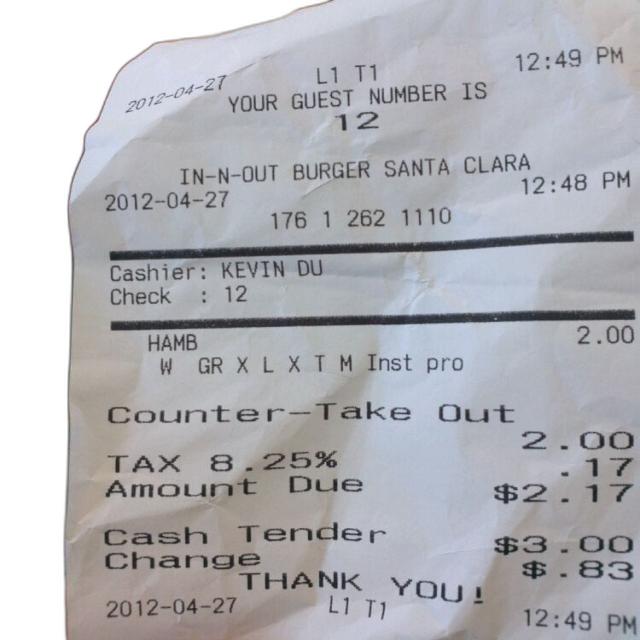 2012-04-27 L1 T1 12:49 PM
YOUR GUEST NUMBER IS
12
IN-N-OUT BURGER SANTA CLARA
2012-04-27 12:48 PM
176 1 262 1110
Cashier: KEVIN DU
Check : 12
HAMB 2.00
W GR X L X T M Inst pro
Counter-Take Out
2.00
TAX 8.25% .17
Amount Due $2.17
Cash Tender $3.00
Change $.83
THANK YOU!
2012-04-27 L1 T1 12:49 PM